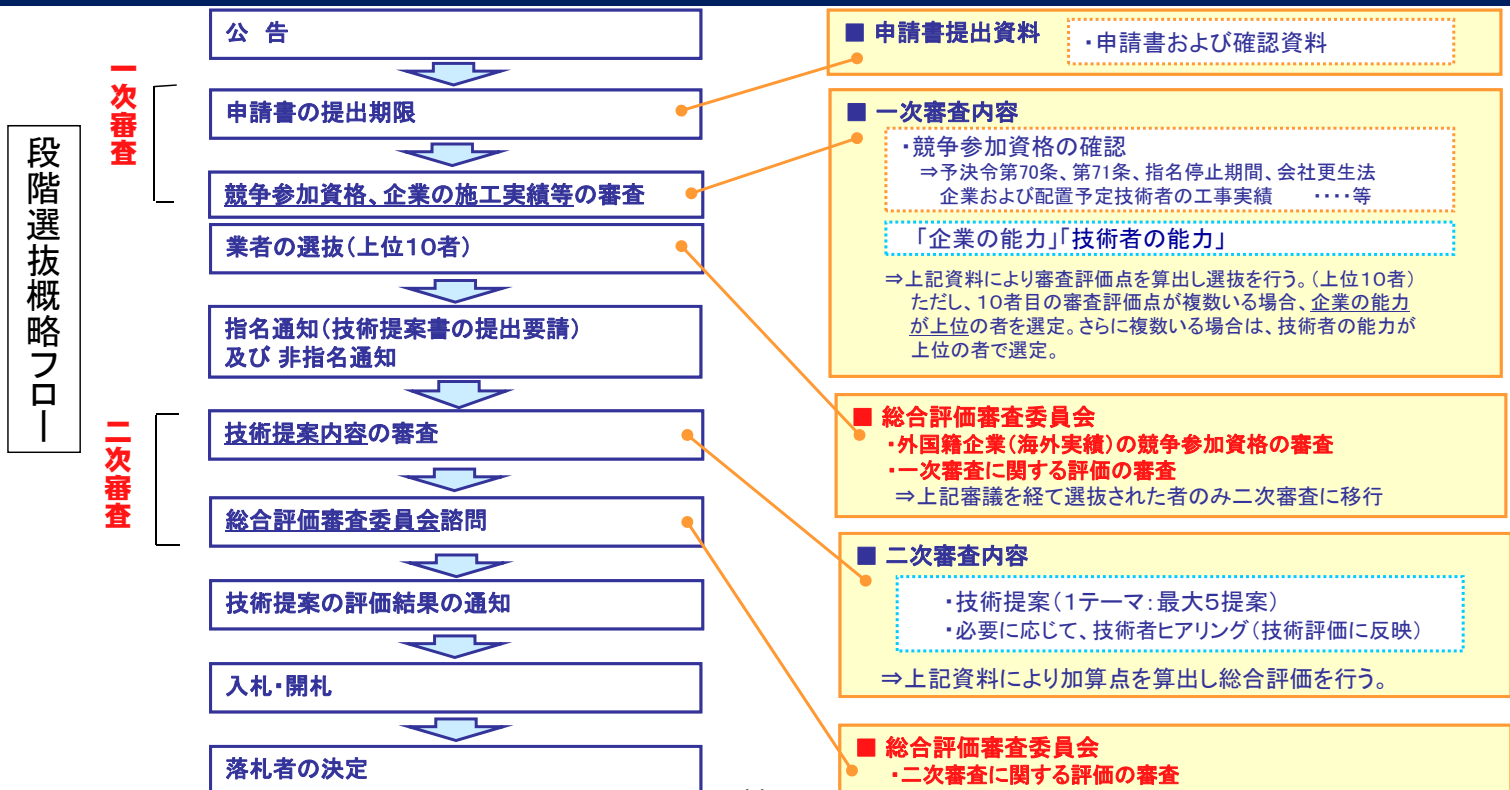 段階選抜概略フロー
一次審査
二次審査
公 告
申請書の提出期限
競争参加資格、企業の施工実績等の審査
業者の選抜(上位10者)
指名通知(技術提案書の提出要請)
及び 非指名通知
技術提案内容の審査
総合評価審査委員会諮問
技術提案の評価結果の通知
入札・開札
落札者の決定
■ 申請書提出資料
・申請書および確認資料
■ 一次審査内容
・競争参加資格の確認
⇒予決令第70条、第71条、指名停止期間、会社更生法
企業および配置予定技術者の工事実績 ・・・・等
「企業の能力」「技術者の能力」
⇒上記資料により審査評価点を算出し選抜を行う。(上位10者)
ただし、10者目の審査評価点が複数いる場合、企業の能力
が上位の者を選定。さらに複数いる場合は、技術者の能力が
上位の者で選定。
■ 総合評価審査委員会
・外国籍企業(海外実績)の競争参加資格の審査
・一次審査に関する評価の審査
⇒上記審議を経て選抜された者のみ二次審査に移行
■ 二次審査内容
・技術提案(1テーマ:最大5提案)
・必要に応じて、技術者ヒアリング(技術評価に反映)
⇒上記資料により加算点を算出し総合評価を行う。
■ 総合評価審査委員会
・二次審査に関する評価の審査